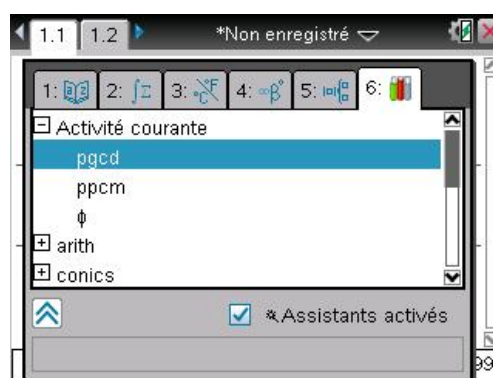 1.1 1.2 *Non enregistré
1: 2: ∫Σ 3: °C°F 4: ∞β° 5: 6:
Activité courante
pgcd
ppcm
ϕ
arith
conics
Assistants activés
99